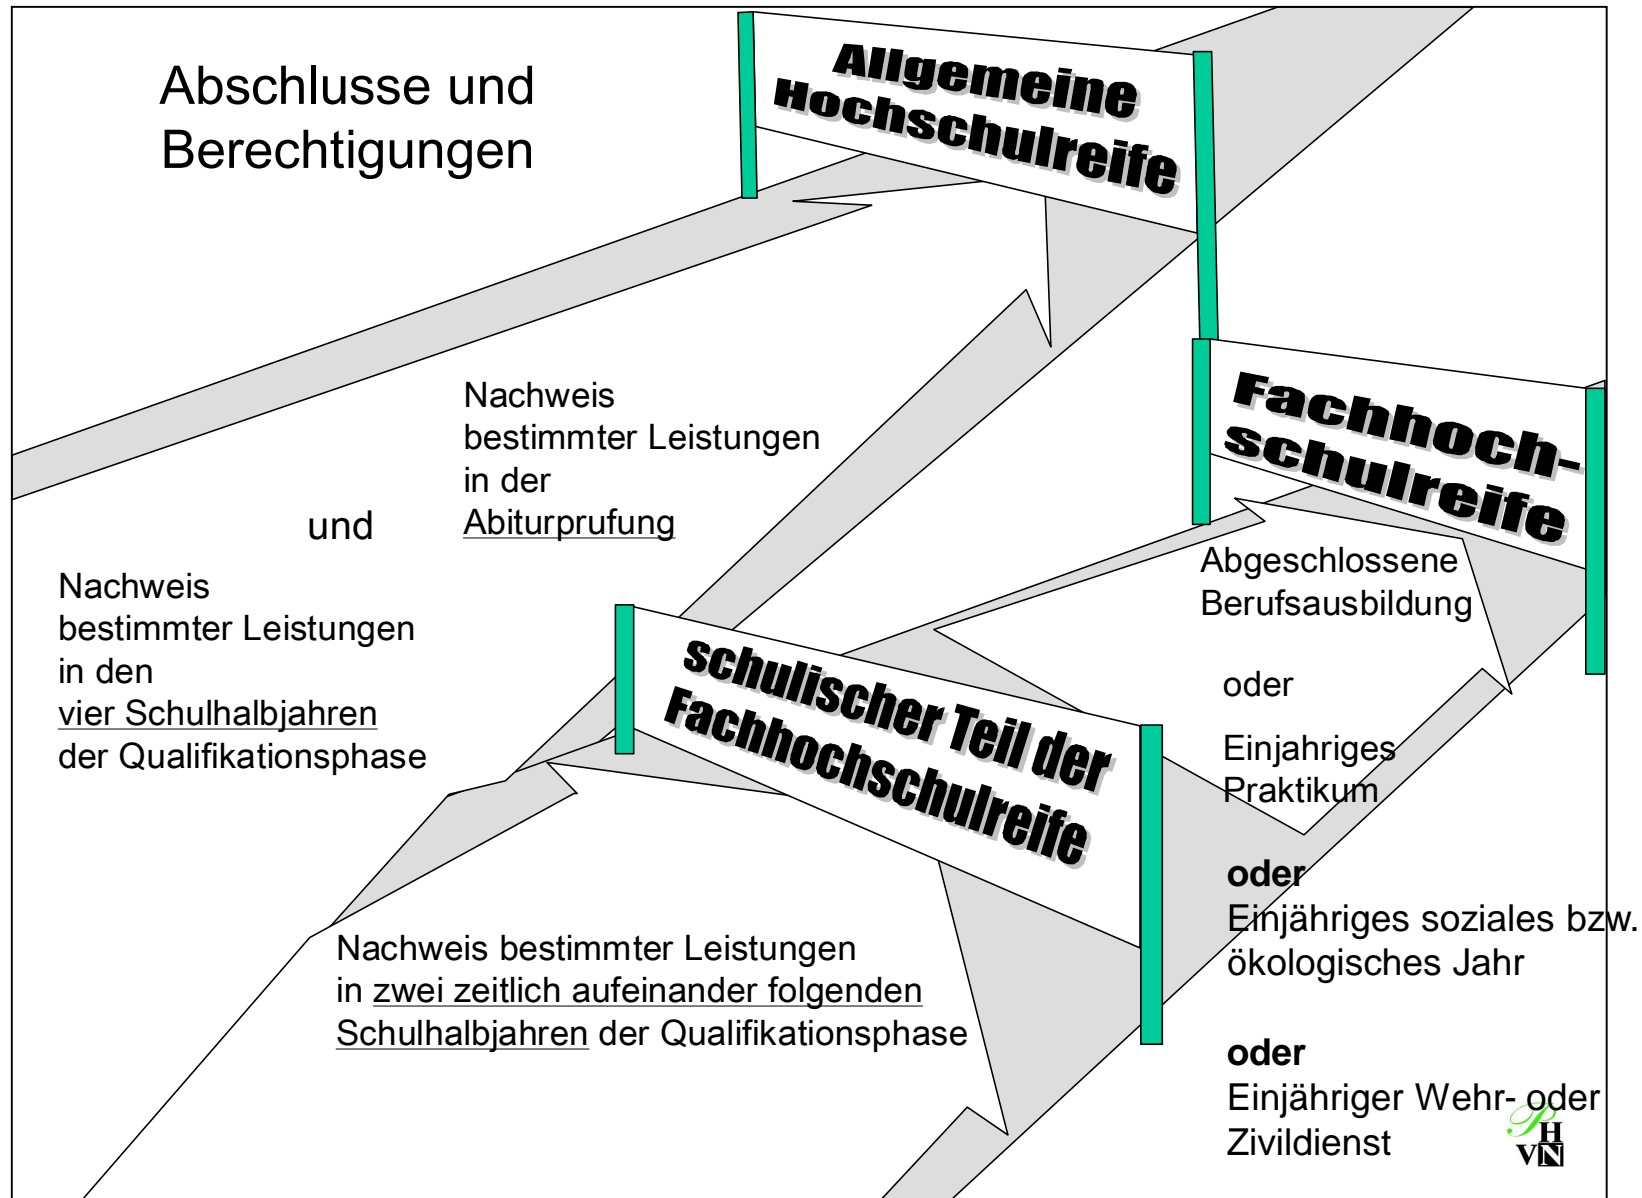 Abschlusse und
Berechtigungen
Allgemeine
Hochschulreife
Fachhoch-
schulreife
Nachweis
bestimmter Leistungen
in der
Abiturprufung
und
Nachweis
bestimmter Leistungen
in den
vier Schulhalbjahren
der Qualifikationsphase
schulischer Teil der
Fachhochschulreife
Nachweis bestimmter Leistungen
in zwei zeitlich aufeinander folgenden
Schulhalbjahren der Qualifikationsphase
Abgeschlossene
Berufsausbildung
oder
Einjahriges
Praktikum
oder
Einjähriges soziales bzw.
ökologisches Jahr
oder
Einjähriger Wehr- oder
Zivildienst
PH
VN